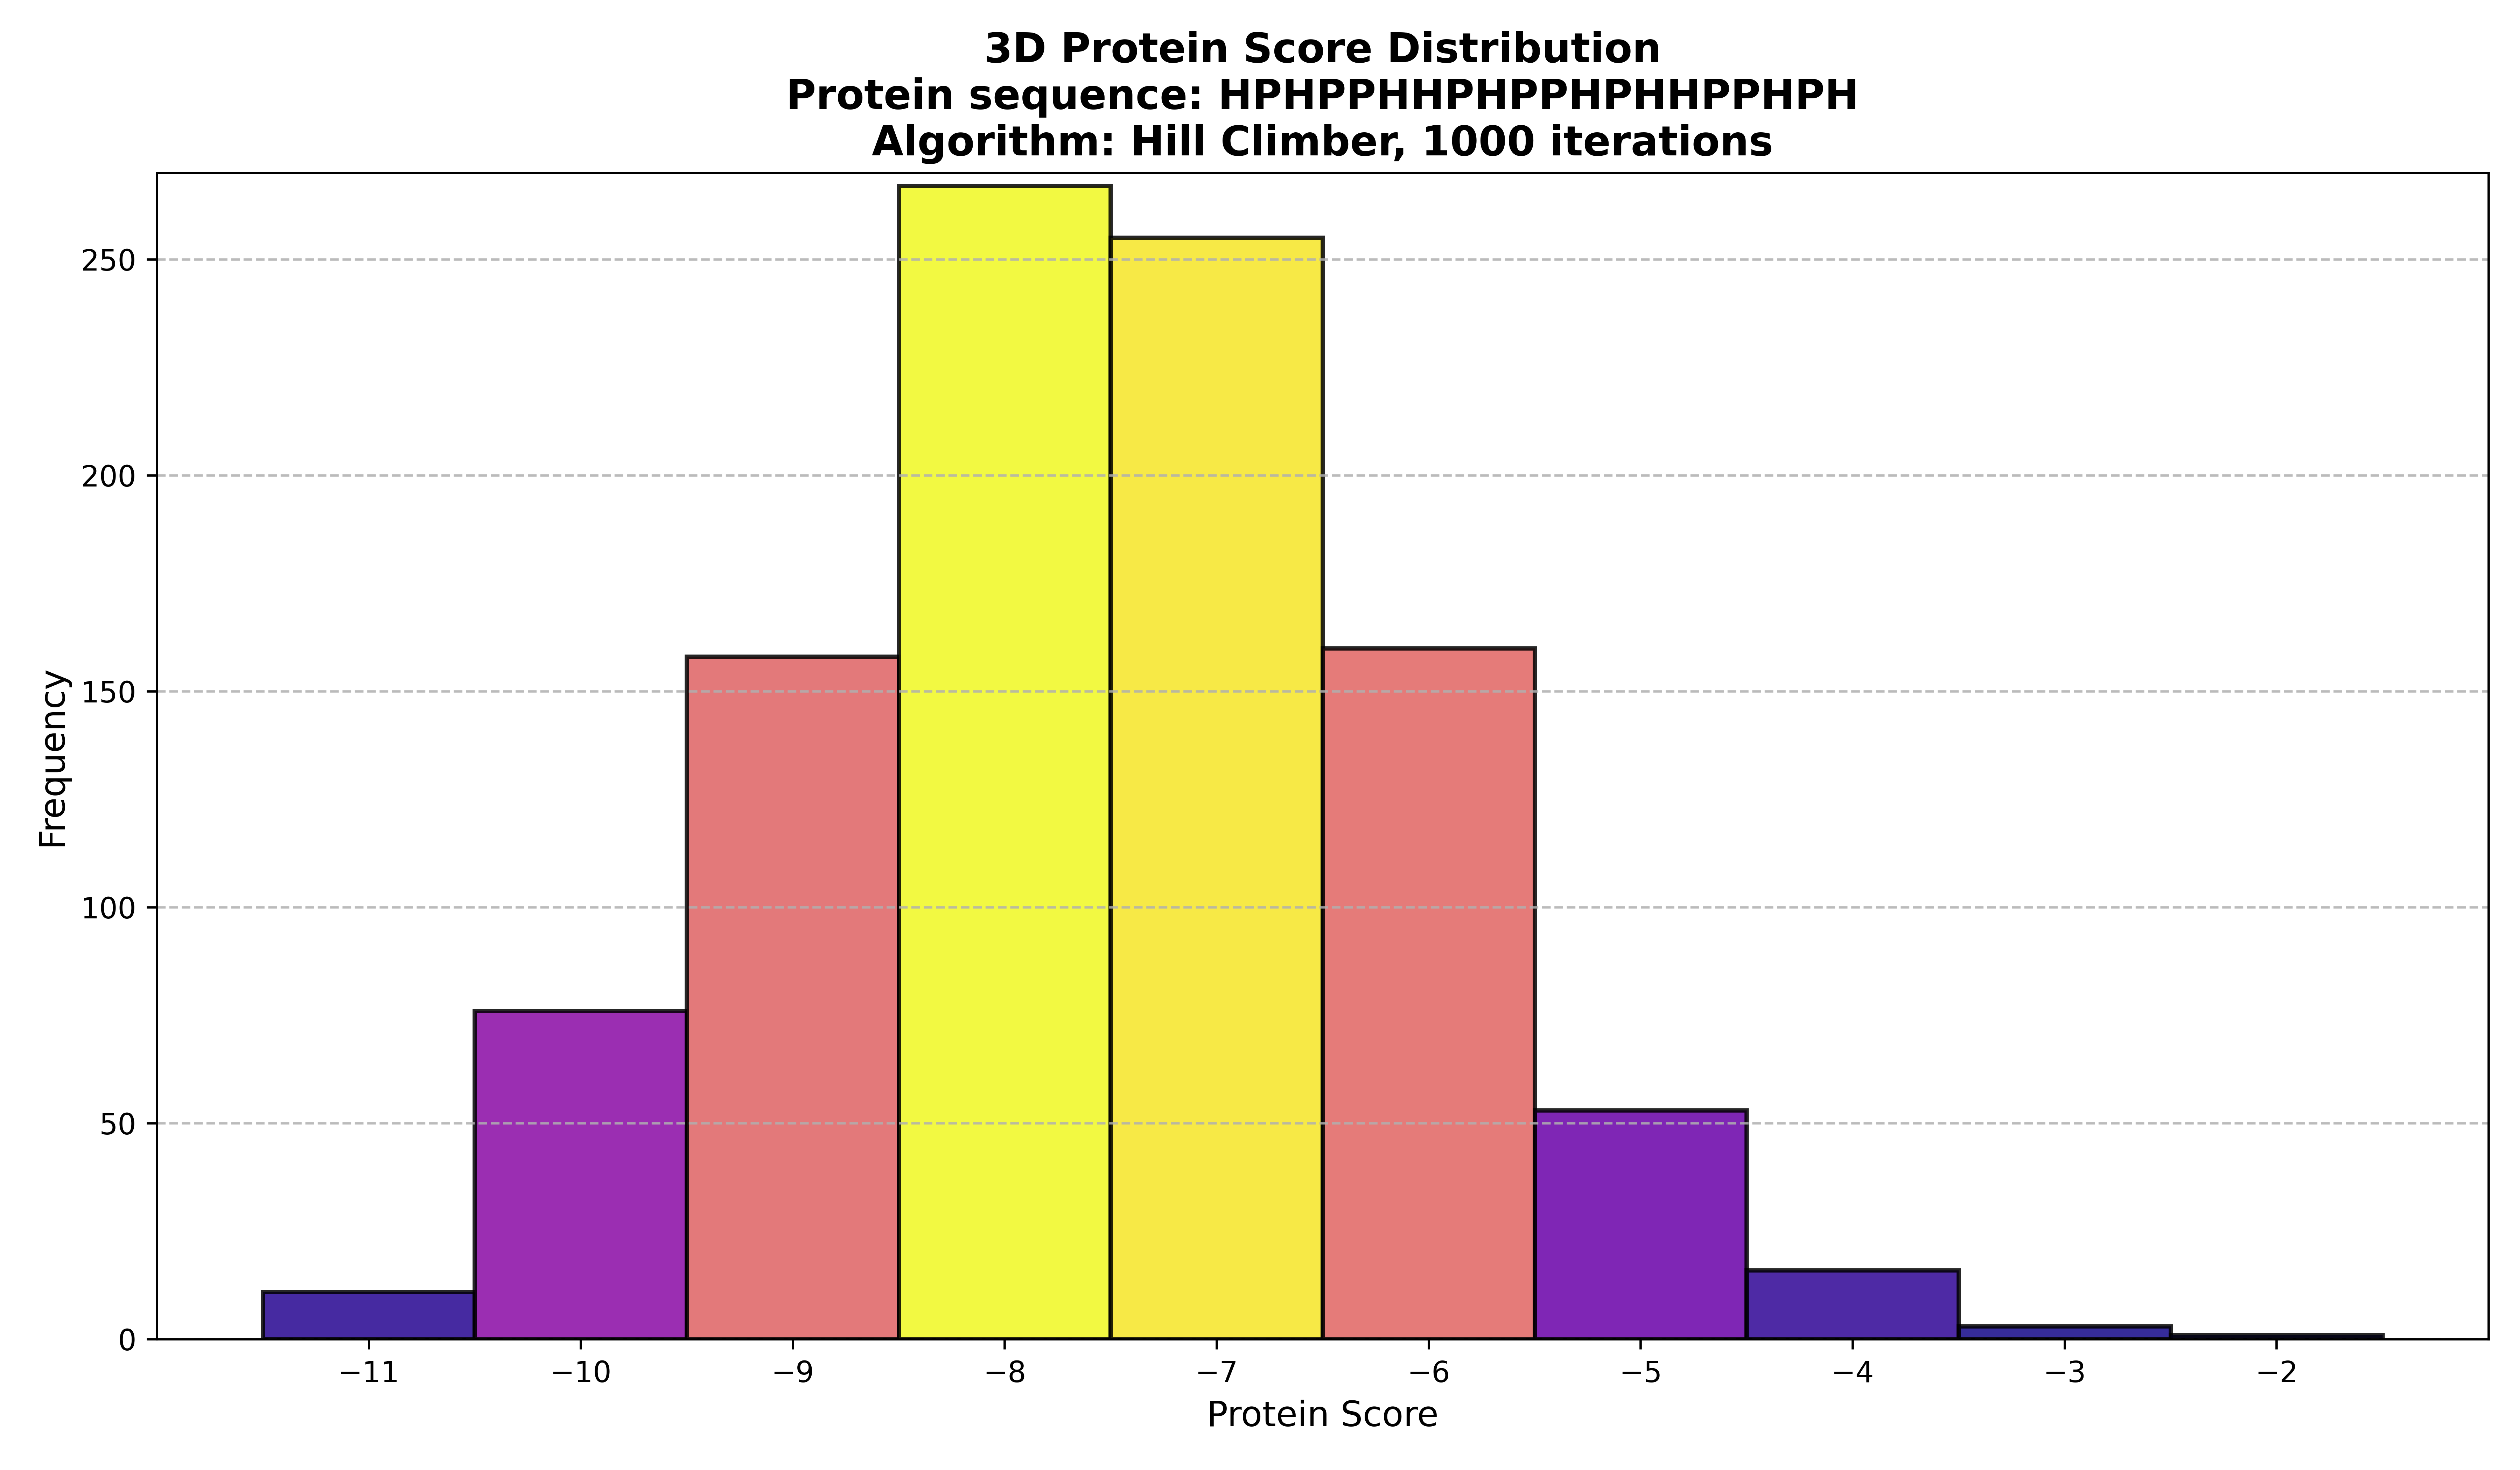 3D Protein Score Distribution
Protein sequence: HPHPPHHPHPPHPHHPPHPH
Algorithm: Hill Climber, 1000 iterations
Frequency
250
200
150
100
50
0
−11 −10 −9 −8 −7 −6 −5 −4 −3 −2
Protein Score